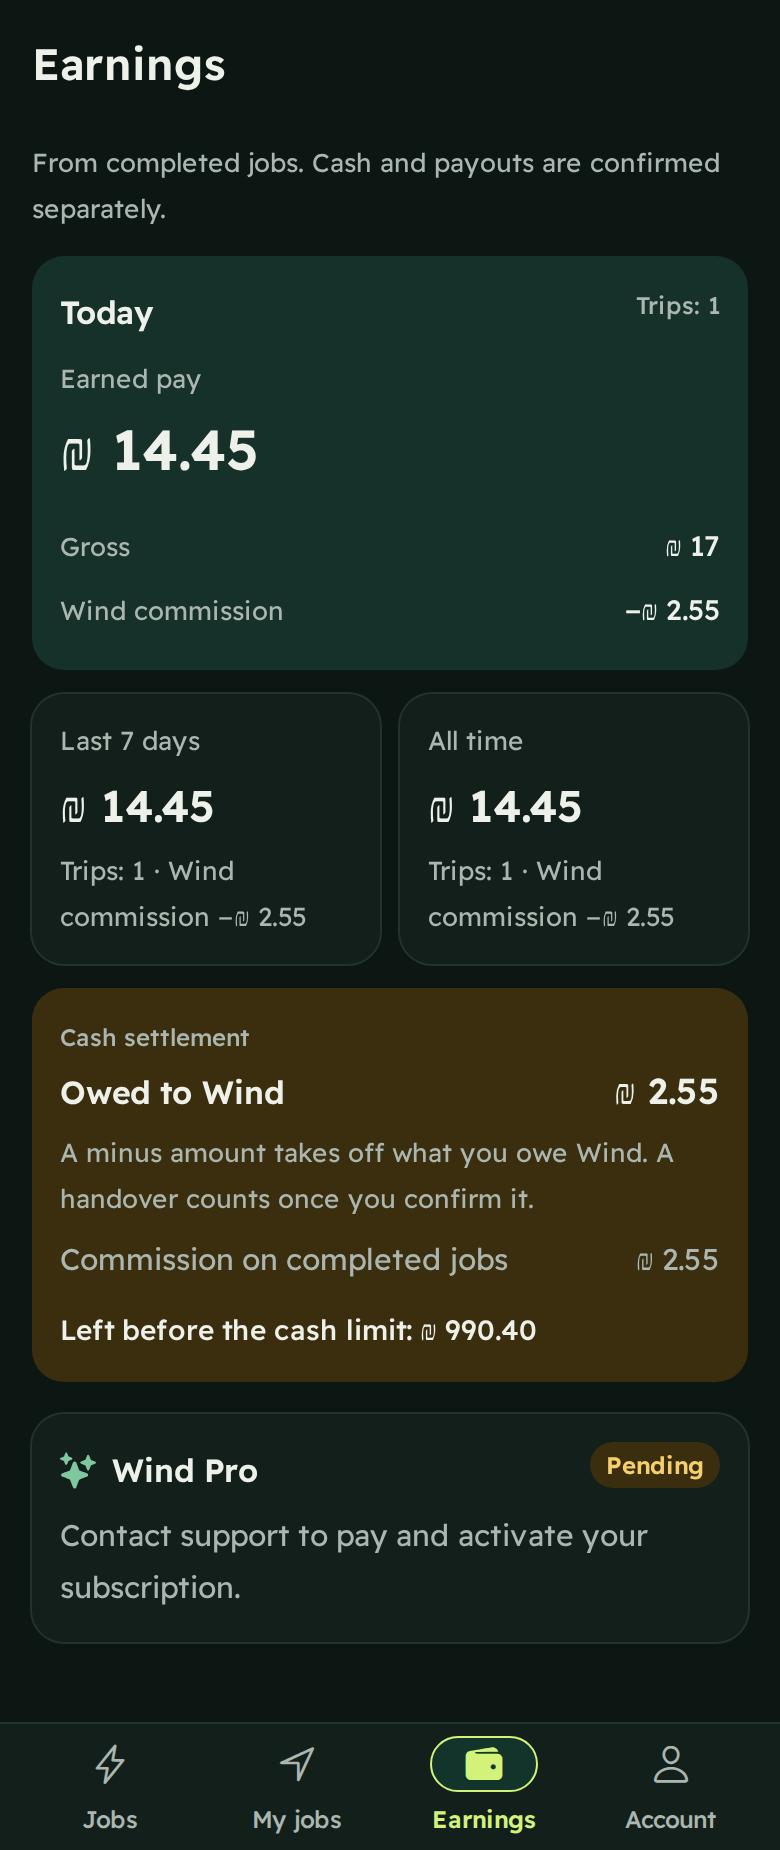 Earnings
From completed jobs. Cash and payouts are confirmed
separately.
Today
Trips: 1
Earned pay
₪ 14.45
Gross
₪ 17
Wind commission
−₪ 2.55
Last 7 days
₪ 14.45
Trips: 1 · Wind
commission −₪ 2.55
All time
₪ 14.45
Trips: 1 · Wind
commission −₪ 2.55
Cash settlement
Owed to Wind
₪ 2.55
A minus amount takes off what you owe Wind. A
handover counts once you confirm it.
Commission on completed jobs
₪ 2.55
Left before the cash limit: ₪ 990.40
Wind Pro
Pending
Contact support to pay and activate your
subscription.
Jobs
My jobs
Earnings
Account